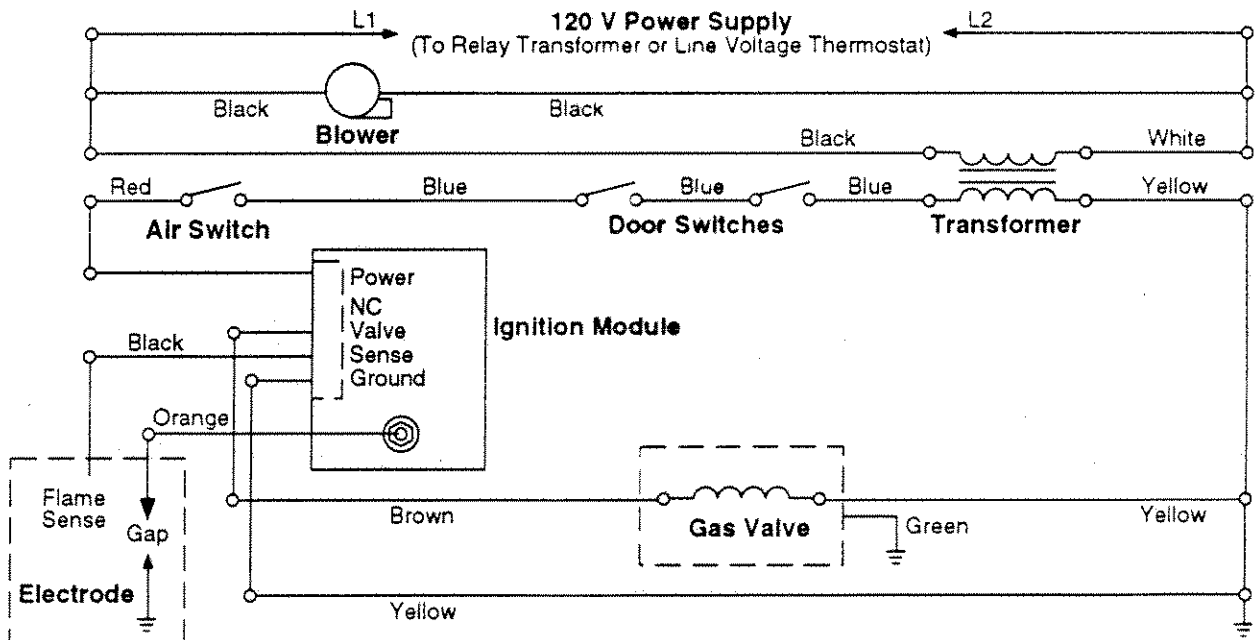 L1
120 V Power Supply
L2
(To Relay Transformer or Line Voltage Thermostat)
Black
Black
Blower
Black
White
Red
Blue
Blue
Blue
Yellow
Air Switch
Door Switches
Transformer
Power
NC
Valve
Ignition Module
Black
Sense
Ground
Orange
Flame
Sense
Gap
Brown
Gas Valve
Green
Yellow
Electrode
Yellow